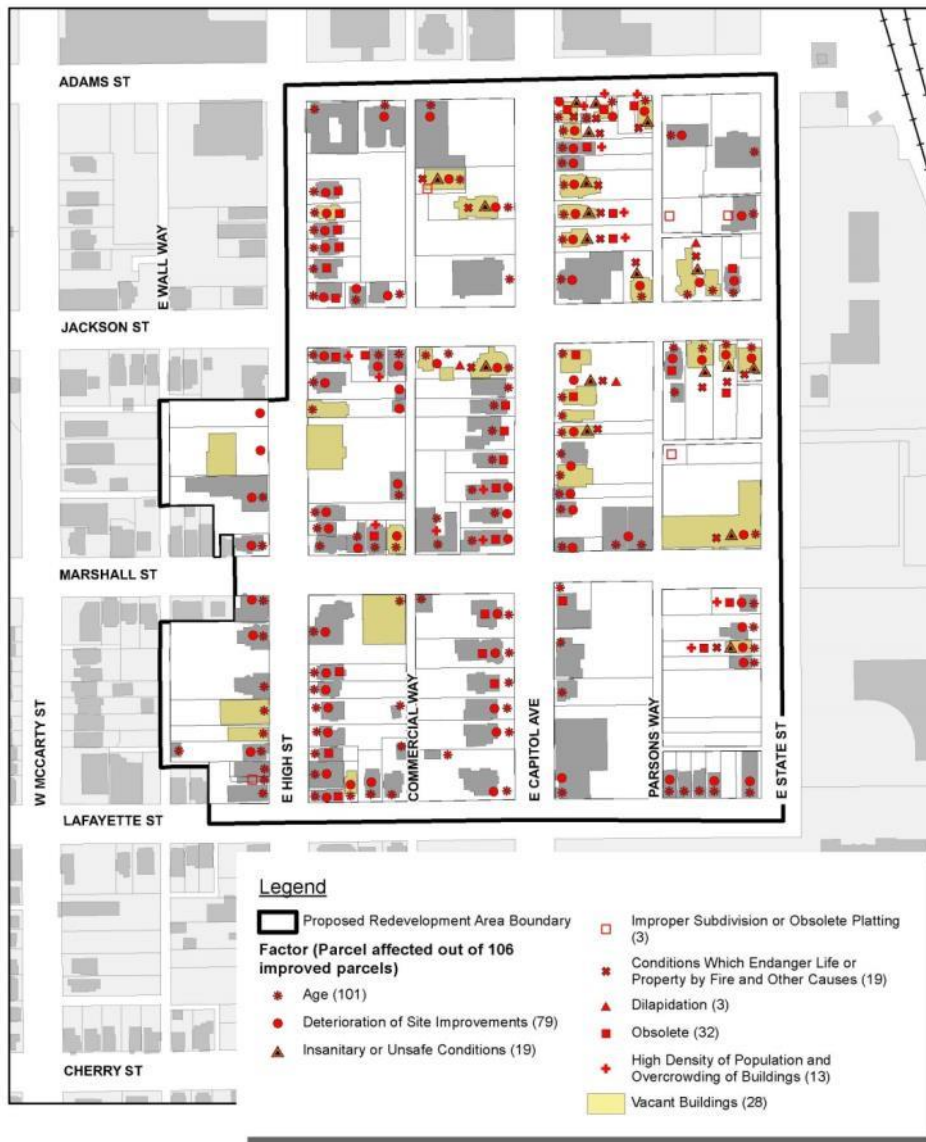 ADAMS ST
E WALL WAY
JACKSON ST
MARSHALL ST
W MCCARTY ST
E HIGH ST
COMMERCIAL WAY
E CAPITOL AVE
PARSONS WAY
E STATE ST
LAFAYETTE ST
CHERRY ST
Legend
Proposed Redevelopment Area Boundary
Factor (Parcel affected out of 106
improved parcels)
Age (101)
Deterioration of Site Improvements (79)
Insanitary or Unsafe Conditions (19)
Improper Subdivision or Obsolete Platting
(3)
Conditions Which Endanger Life or
Property by Fire and Other Causes (19)
Dilapidation (3)
Obsolete (32)
High Density of Population and
Overcrowding of Buildings (13)
Vacant Buildings (28)